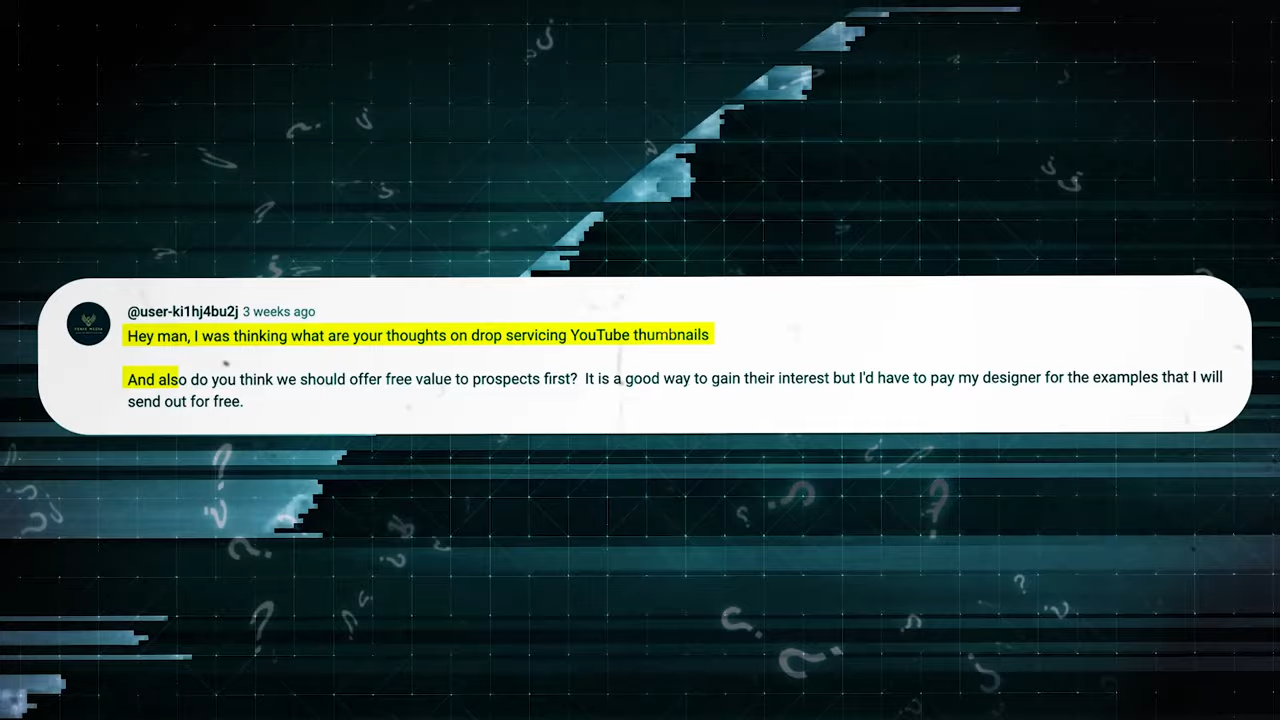 @user-ki1hj4bu2j 3 weeks ago
Hey man, I was thinking what are your thoughts on drop servicing YouTube thumbnails
And also do you think we should offer free value to prospects first? It is a good way to gain their interest but I'd have to pay my designer for the examples that I will
send out for free.